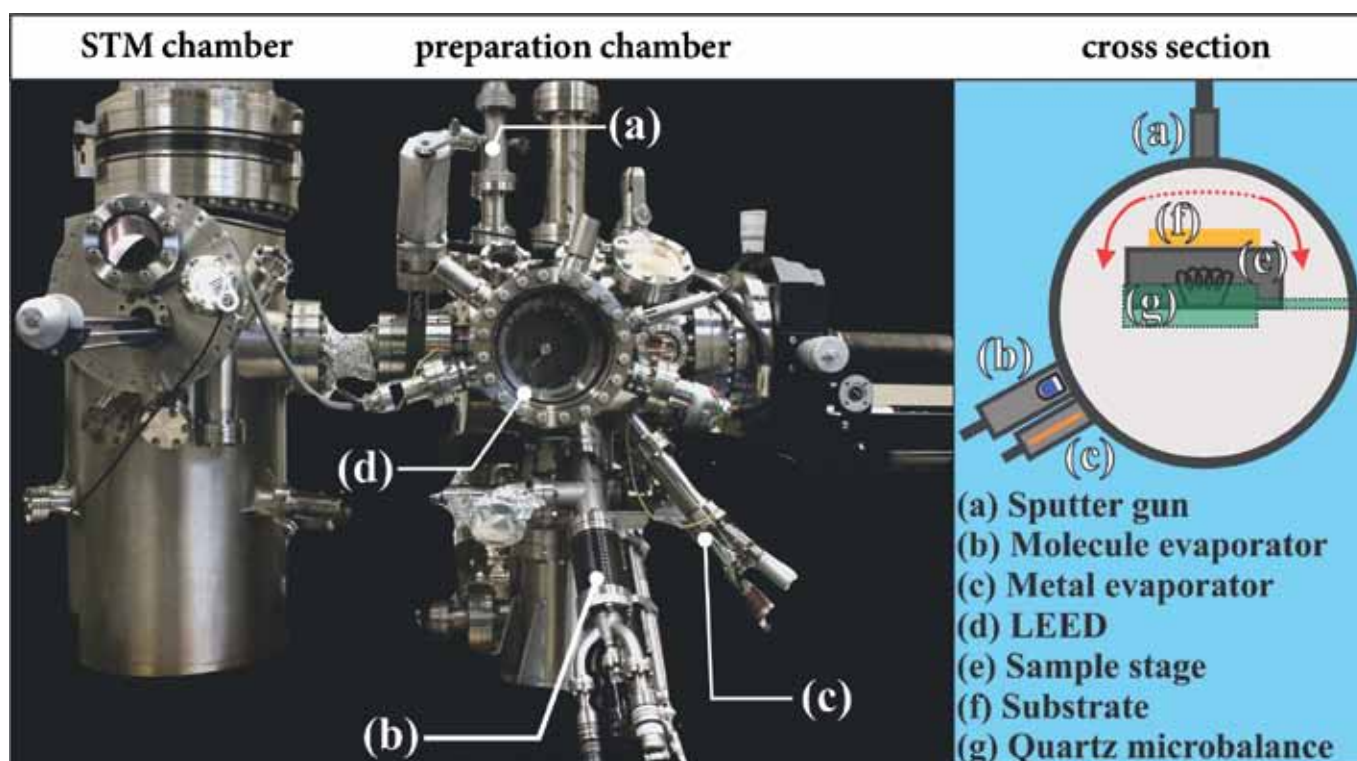 STM chamber
preparation chamber
cross section
(a)
(d)
(b)
(c)
(a)
(f)
(e)
(g)
(b)
(c)
(a) Sputter gun
(b) Molecule evaporator
(c) Metal evaporator
(d) LEED
(e) Sample stage
(f) Substrate
(g) Quartz microbalance